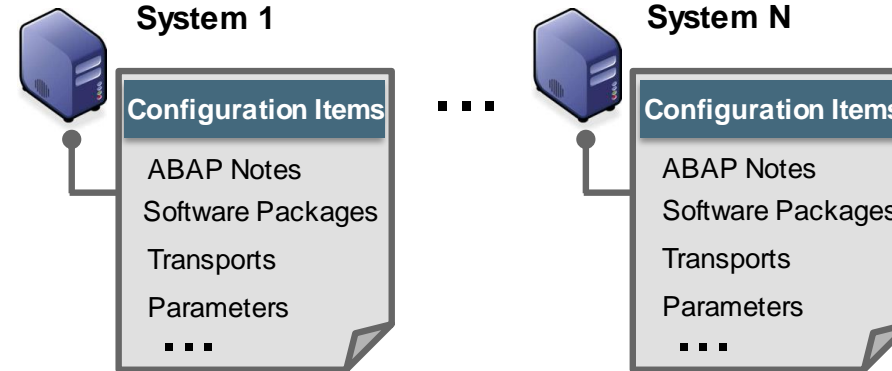 System 1
Configuration Items
ABAP Notes
Software Packages
Transports
Parameters
...
...
System N
Configuration Items
ABAP Notes
Software Packages
Transports
Parameters
...